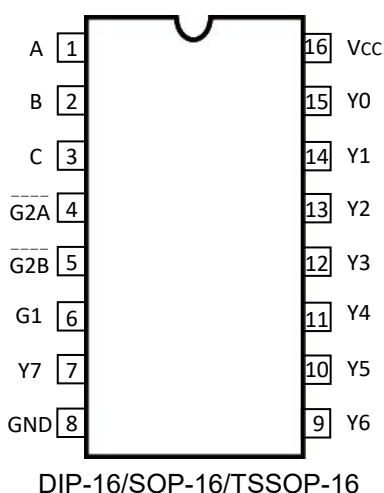 A 1 16 Vcc
B 2 15 Y0
C 3 14 Y1
G2A 4 13 Y2
G2B 5 12 Y3
G1 6 11 Y4
Y7 7 10 Y5
GND 8 9 Y6
DIP-16/SOP-16/TSSOP-16